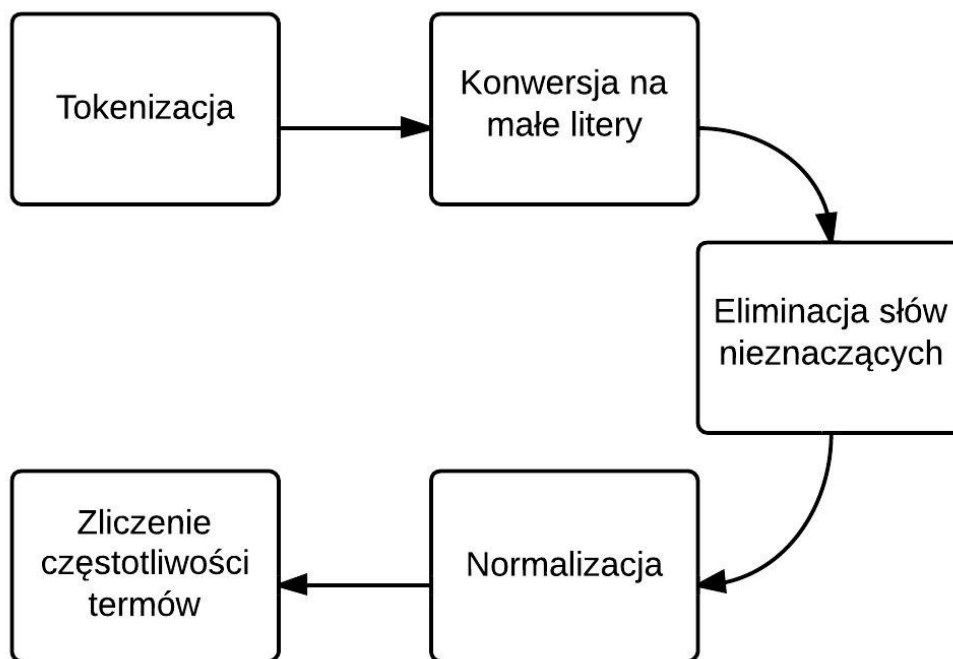 Tokenizacja
Konwersja na
małe litery
Eliminacja słów
nieznaczących
Normalizacja
Zliczenie
częstotliwości
termów